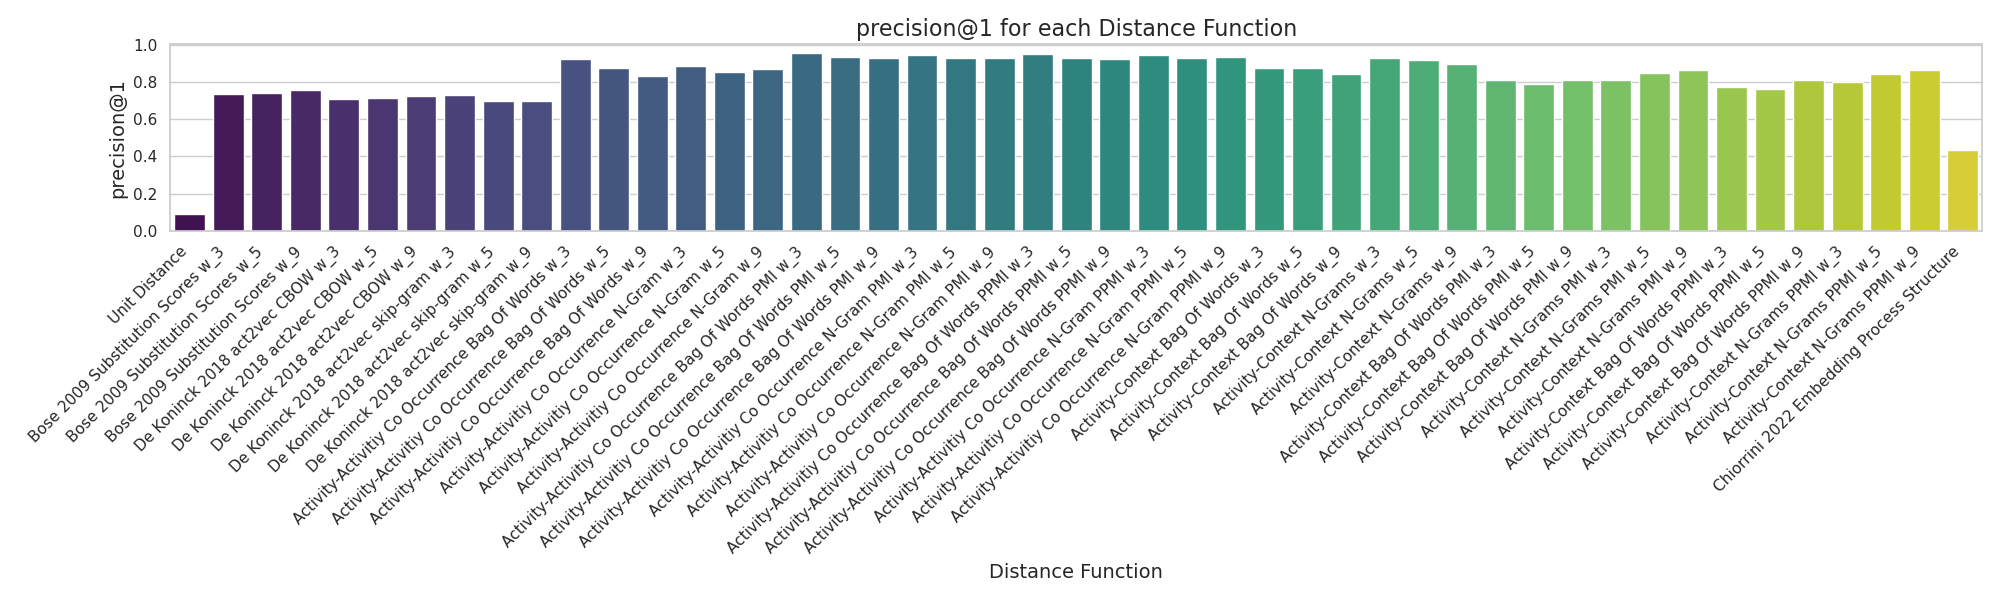 precision@1 for each Distance Function
precision@1
1.0
0.8
0.6
0.4
0.2
0.0
Unit Distance
Bose 2009 Substitution Scores w_3
Bose 2009 Substitution Scores w_5
Bose 2009 Substitution Scores w_9
De Koninck 2018 act2vec CBOW w_3
De Koninck 2018 act2vec CBOW w_5
De Koninck 2018 act2vec CBOW w_9
De Koninck 2018 act2vec skip-gram w_3
De Koninck 2018 act2vec skip-gram w_5
De Koninck 2018 act2vec skip-gram w_9
Activity-Activitiy Co Occurrence Bag Of Words w_3
Activity-Activitiy Co Occurrence Bag Of Words w_5
Activity-Activitiy Co Occurrence Bag Of Words w_9
Activity-Activitiy Co Occurrence N-Gram w_3
Activity-Activitiy Co Occurrence N-Gram w_5
Activity-Activitiy Co Occurrence N-Gram w_9
Activity-Activitiy Co Occurrence Bag Of Words PMI w_3
Activity-Activitiy Co Occurrence Bag Of Words PMI w_5
Activity-Activitiy Co Occurrence Bag Of Words PMI w_9
Activity-Activitiy Co Occurrence N-Gram PMI w_3
Activity-Activitiy Co Occurrence N-Gram PMI w_5
Activity-Activitiy Co Occurrence N-Gram PMI w_9
Activity-Activitiy Co Occurrence Bag Of Words PPMI w_3
Activity-Activitiy Co Occurrence Bag Of Words PPMI w_5
Activity-Activitiy Co Occurrence Bag Of Words PPMI w_9
Activity-Activitiy Co Occurrence N-Gram PPMI w_3
Activity-Activitiy Co Occurrence N-Gram PPMI w_5
Activity-Activitiy Co Occurrence N-Gram PPMI w_9
Activity-Context Bag Of Words w_3
Activity-Context Bag Of Words w_5
Activity-Context Bag Of Words w_9
Activity-Context N-Grams w_3
Activity-Context N-Grams w_5
Activity-Context N-Grams w_9
Activity-Context Bag Of Words PMI w_3
Activity-Context Bag Of Words PMI w_5
Activity-Context Bag Of Words PMI w_9
Activity-Context N-Grams PMI w_3
Activity-Context N-Grams PMI w_5
Activity-Context N-Grams PMI w_9
Activity-Context Bag Of Words PPMI w_3
Activity-Context Bag Of Words PPMI w_5
Activity-Context Bag Of Words PPMI w_9
Activity-Context N-Grams PPMI w_3
Activity-Context N-Grams PPMI w_5
Activity-Context N-Grams PPMI w_9
Chiorrini 2022 Embedding Process Structure
Distance Function